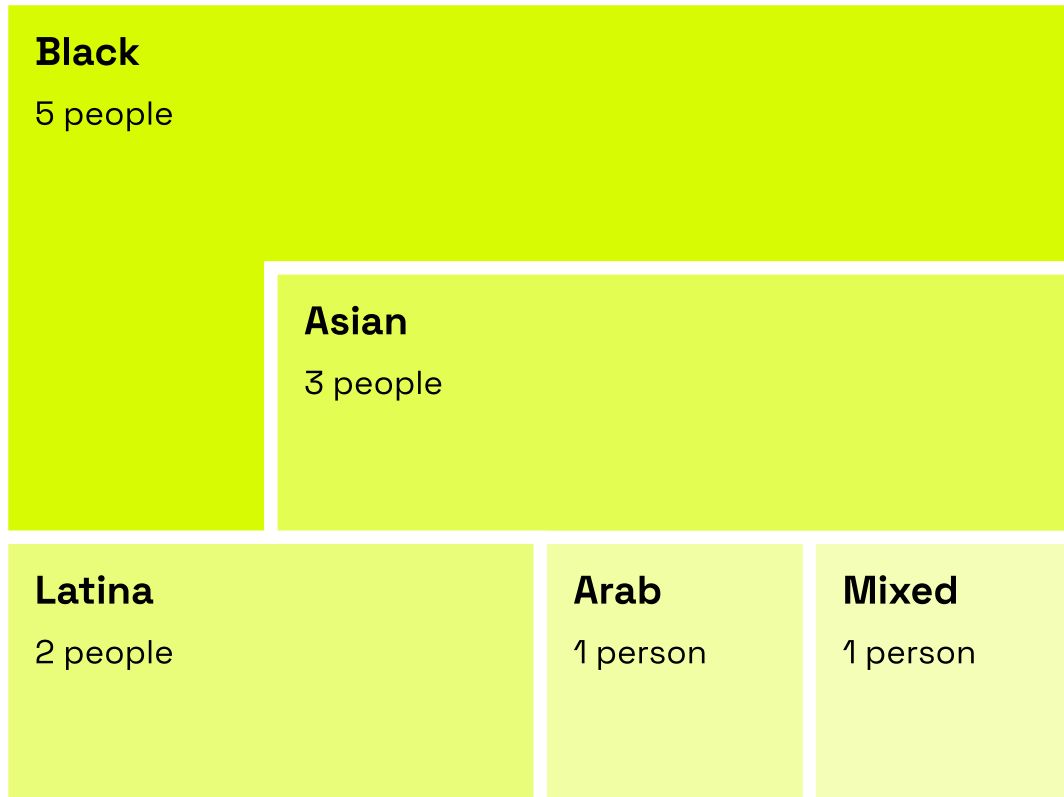 Black
5 people
Asian
3 people
Latina
2 people
Arab
1 person
Mixed
1 person